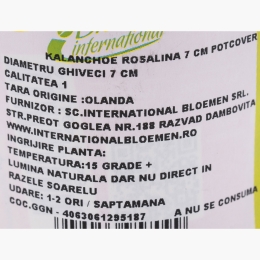 international
KALANCHOE ROSALINA 7 CM POTCOVER
DIAMETRU GHIVECI 7 CM
CALITATEA 1
TARA ORIGINE :OLANDA
FURNIZOR : SC.INTERNATIONAL BLOEMEN SRL.
STR.PREOT GOGLEA NR.188 RAZVAD DAMBOVITA
WWW.INTERNATIONALBLOEMEN.RO
INGRIJIRE PLANTA:
TEMPERATURA:15 GRADE +
LUMINA NATURALA DAR NU DIRECT IN
RAZELE SOARELU
UDARE: 1-2 ORI / SAPTAMANA
COC.GGN - 4063061295187 A NU SE CONSUMA